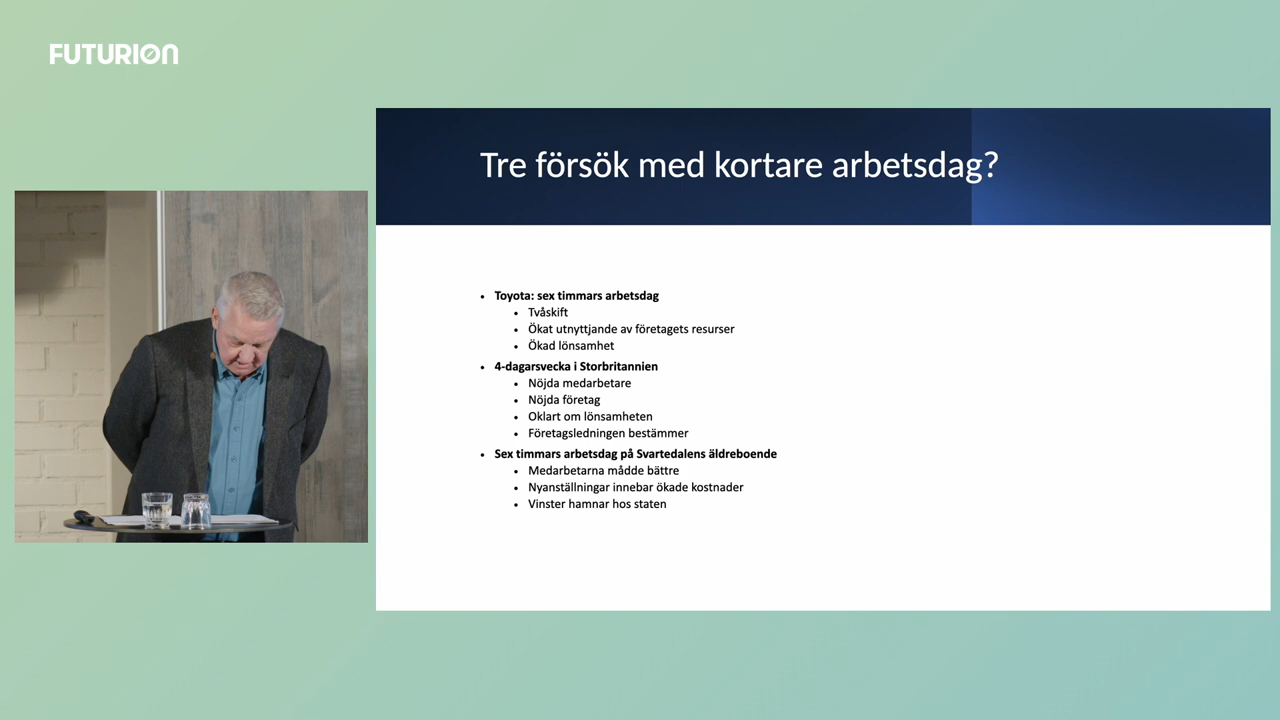 FUTURION
Tre försök med kortare arbetsdag?
• Toyota: sex timmars arbetsdag
• Tvåskift
• Ökat utnyttjande av företagets resurser
• Ökad lönsamhet
• 4-dagarsvecka i Storbritannien
• Nöjda medarbetare
• Nöjda företag
• Oklart om lönsamheten
• Företagsledningen bestämmer
• Sex timmars arbetsdag på Svartedalens äldreboende
• Medarbetarna mådde bättre
• Nyanställningar innebar ökade kostnader
• Vinster hamnar hos staten